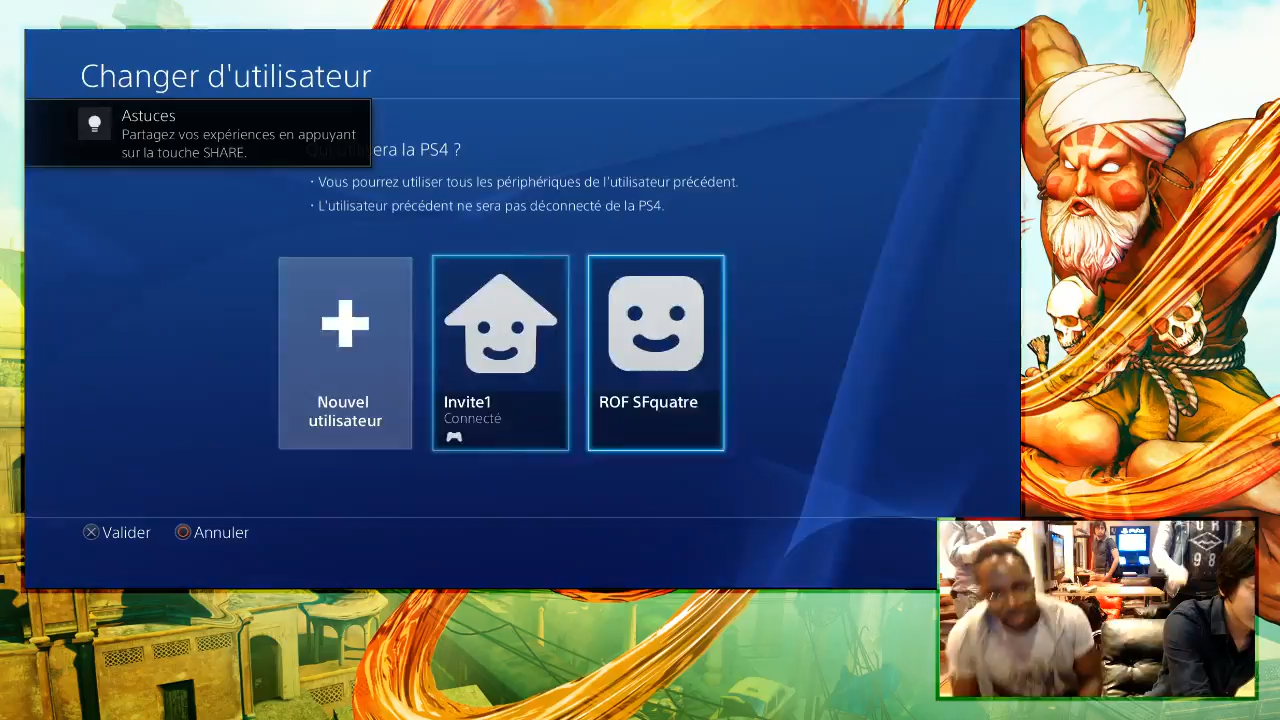 Changer d'utilisateur
Astuces
Partagez vos expériences en appuyant
sur la touche SHARE.
era la PS4 ?
· Vous pourrez utiliser tous les périphériques de l'utilisateur précédent.
· L'utilisateur précédent ne sera pas déconnecté de la PS4.
Nouvel
utilisateur
Invite1
Connecté
ROF SFquatre
Valider
Annuler
98